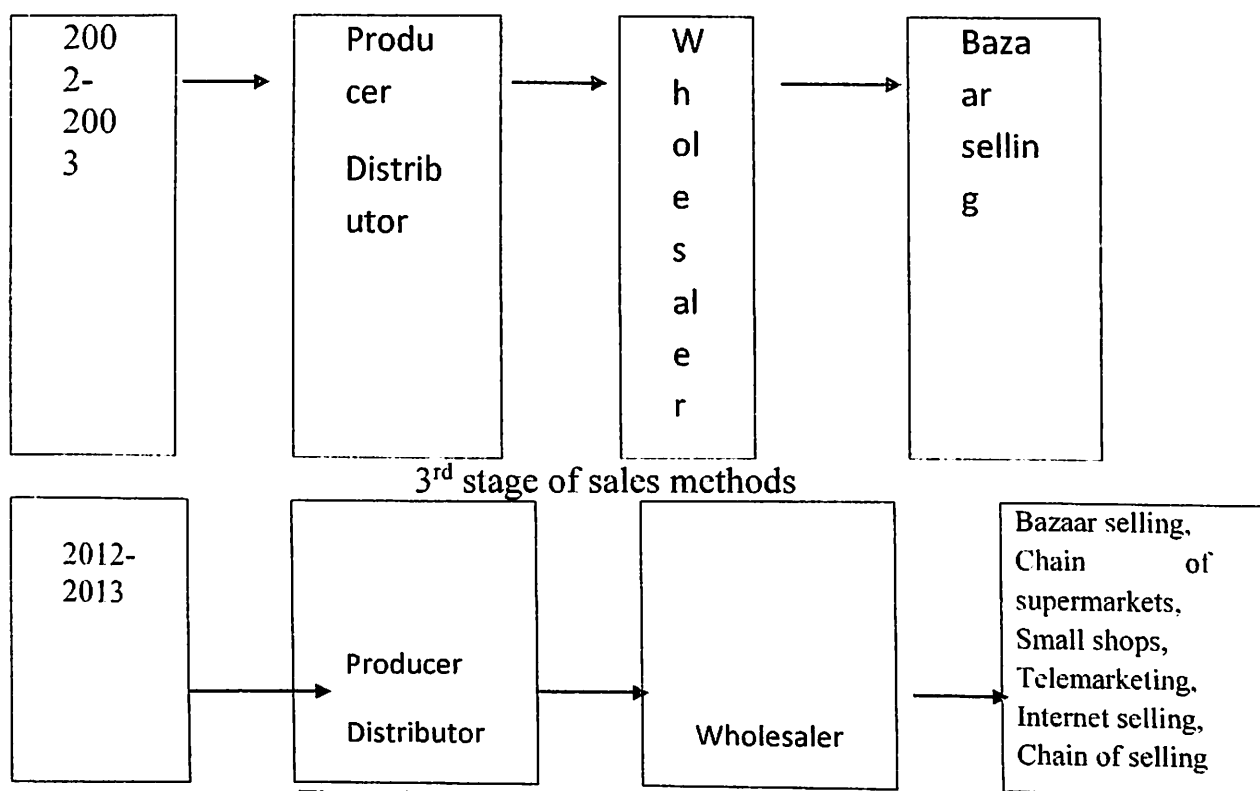 200
2-
200
3
Produ
cer
Distrib
utor
W
h
ol
e
s
al
e
r
Baza
ar
sellin
g
3rd stage of sales methods
2012-
2013
Producer
Distributor
Wholesaler
Bazaar selling,
Chain of
supermarkets,
Small shops,
Telemarketing,
Internet selling,
Chain of selling